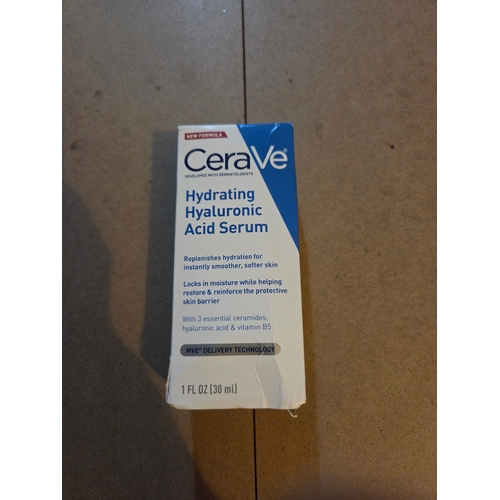 NEW FORMULA
CeraVe®
DEVELOPED WITH DERMATOLOGISTS
Hydrating
Hyaluronic
Acid Serum
Replenishes hydration for
instantly smoother, softer skin
Locks in moisture while helping
restore & reinforce the protective
skin barrier
With 3 essential ceramides,
hyaluronic acid & vitamin B5
MVE® DELIVERY TECHNOLOGY
1 FL OZ (30 ml)